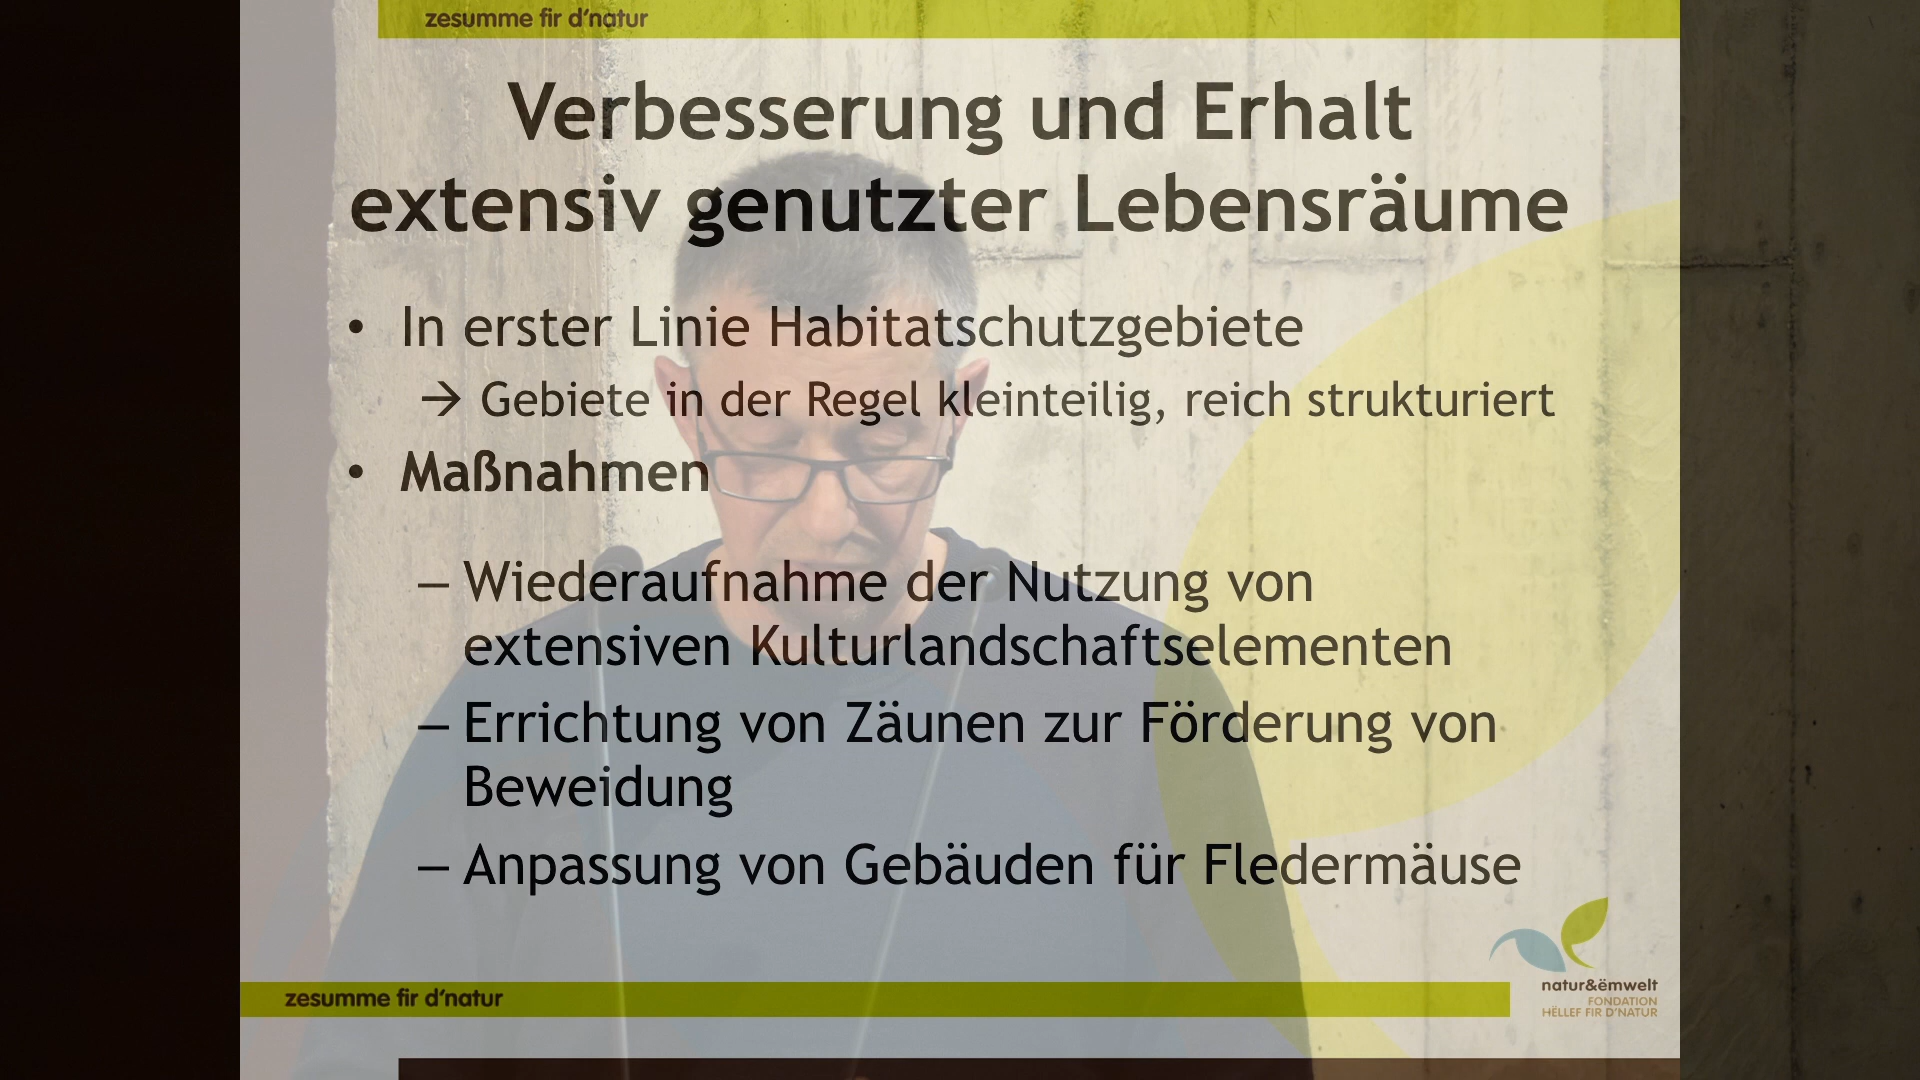 zesumme fir d'natur
Verbesserung und Erhalt
extensiv genutzter Lebensräume
• In erster Linie Habitatschutzgebiete
→ Gebiete in der Regel kleinteilig, reich strukturiert
• Maßnahmen
– Wiederaufnahme der Nutzung von
extensiven Kulturlandschaftselementen
– Errichtung von Zäunen zur Förderung von
Beweidung
– Anpassung von Gebäuden für Fledermäuse
zesumme fir d'natur
natur&ëmwelt
FONDATION
HËLLEF FIR D'NATUR